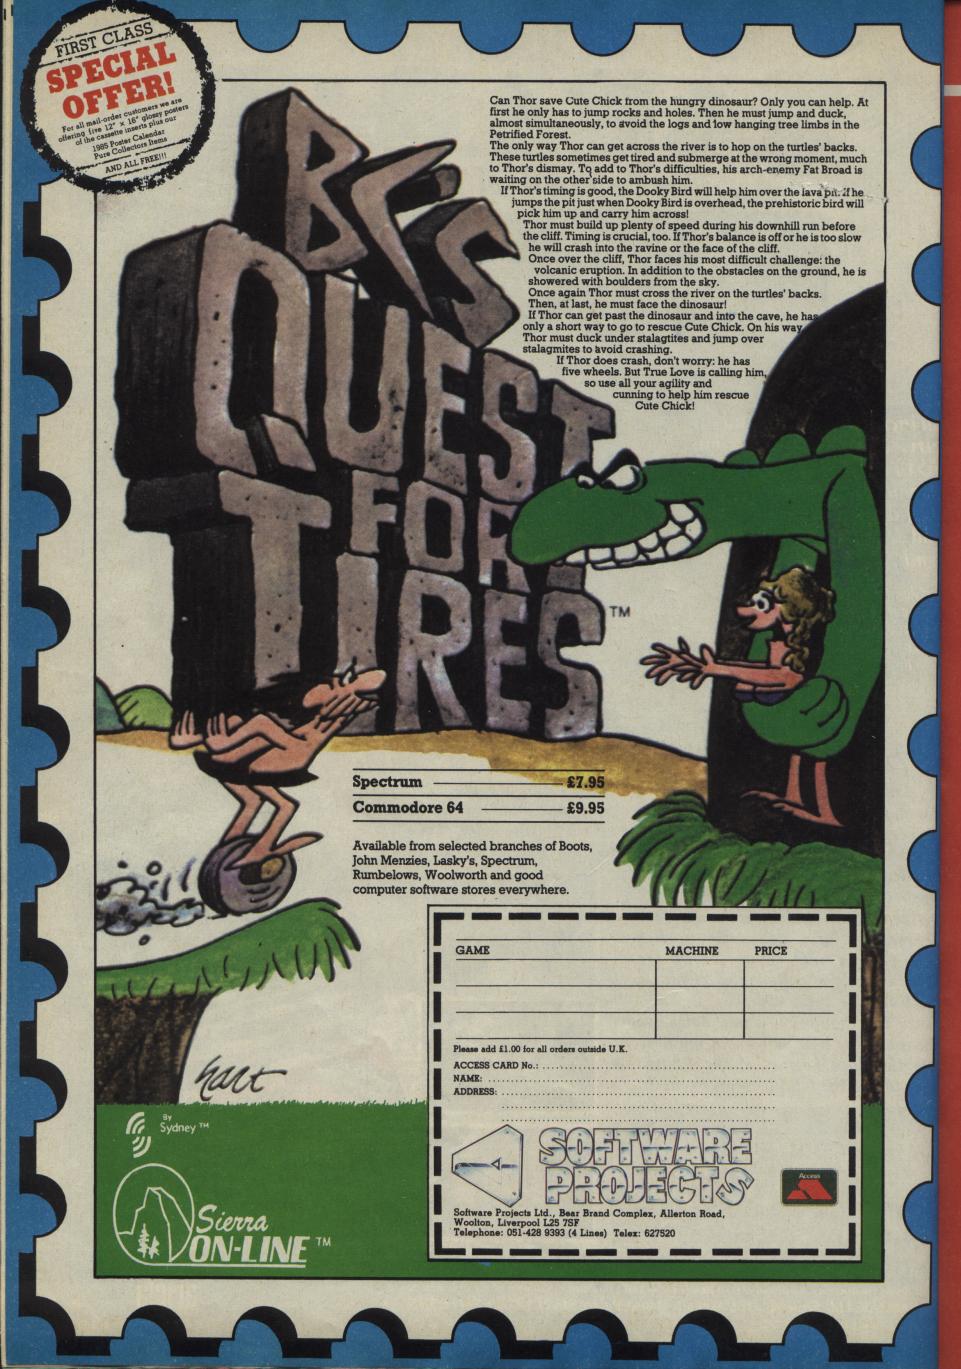 FIRST CLASS
SPECIAL
OFFER!
For all mail-order customers we are
offering five 12" × 16" glossy posters
of the cassette inserts plus our
1985 Poster Calendar
Pure Collectors Items
AND ALL FREE!!!
BC'S
QUEST
FOR
TIRES
TM
Can Thor save Cute Chick from the hungry dinosaur? Only you can help. At
first he only has to jump rocks and holes. Then he must jump and duck,
almost simultaneously, to avoid the logs and low hanging tree limbs in the
Petrified Forest.
The only way Thor can get across the river is to hop on the turtles' backs.
These turtles sometimes get tired and submerge at the wrong moment, much
to Thor's dismay. To add to Thor's difficulties, his arch-enemy Fat Broad is
waiting on the other side to ambush him.
If Thor's timing is good, the Dooky Bird will help him over the lava pit. If he
jumps the pit just when Dooky Bird is overhead, the prehistoric bird will
pick him up and carry him across!
Thor must build up plenty of speed during his downhill run before
the cliff. Timing is crucial, too. If Thor's balance is off or he is too slow
he will crash into the ravine or the face of the cliff.
Once over the cliff, Thor faces his most difficult challenge: the
volcanic eruption. In addition to the obstacles on the ground, he is
showered with boulders from the sky.
Once again Thor must cross the river on the turtles' backs.
Then, at last, he must face the dinosaur!
If Thor can get past the dinosaur and into the cave, he has
only a short way to go to rescue Cute Chick. On his way
Thor must duck under stalagtites and jump over
stalagmites to avoid crashing.
If Thor does crash, don't worry: he has
five wheels. But True Love is calling him,
so use all your agility and
cunning to help him rescue
Cute Chick!
Spectrum £7.95
Commodore 64 £9.95
Available from selected branches of Boots,
John Menzies, Lasky's, Spectrum,
Rumbelows, Woolworth and good
computer software stores everywhere.
GAME MACHINE PRICE
Please add £1.00 for all orders outside U.K.
ACCESS CARD No.:
NAME:
ADDRESS:
hart
By
Sydney ™
Sierra
ON-LINE ™
SOFTWARE
PROJECTS
Access
Software Projects Ltd., Bear Brand Complex, Allerton Road,
Woolton, Liverpool L25 7SF
Telephone: 051-428 9393 (4 Lines) Telex: 627520